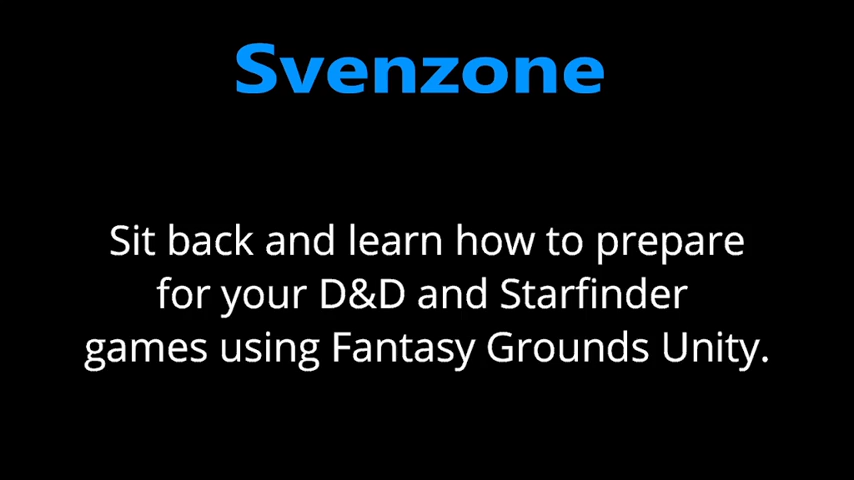 Svenzone
Sit back and learn how to prepare
for your D&D and Starfinder
games using Fantasy Grounds Unity.